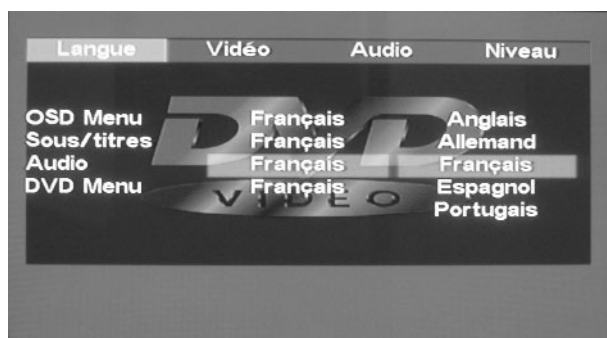 Langue Vidéo Audio Niveau
OSD Menu Français Anglais
Sous/titres Français Allemand
Audio Français Français
DVD Menu Français Espagnol
Portugais
DVD
VIDEO